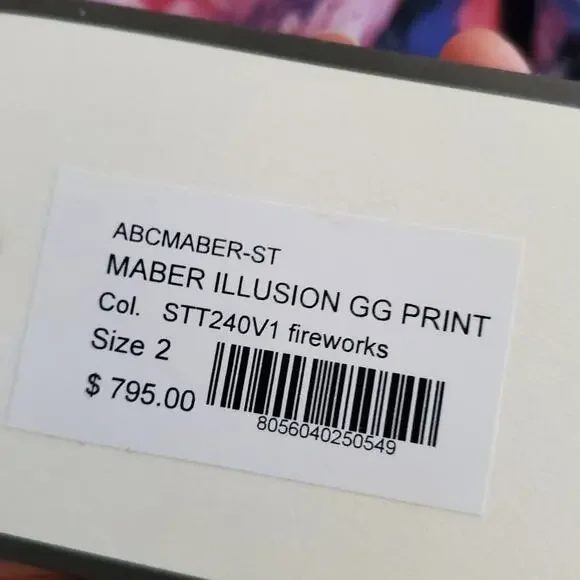 ABCMABER-ST
MABER ILLUSION GG PRINT
Col. STT240V1 fireworks
Size 2
$ 795.00
8056040250549